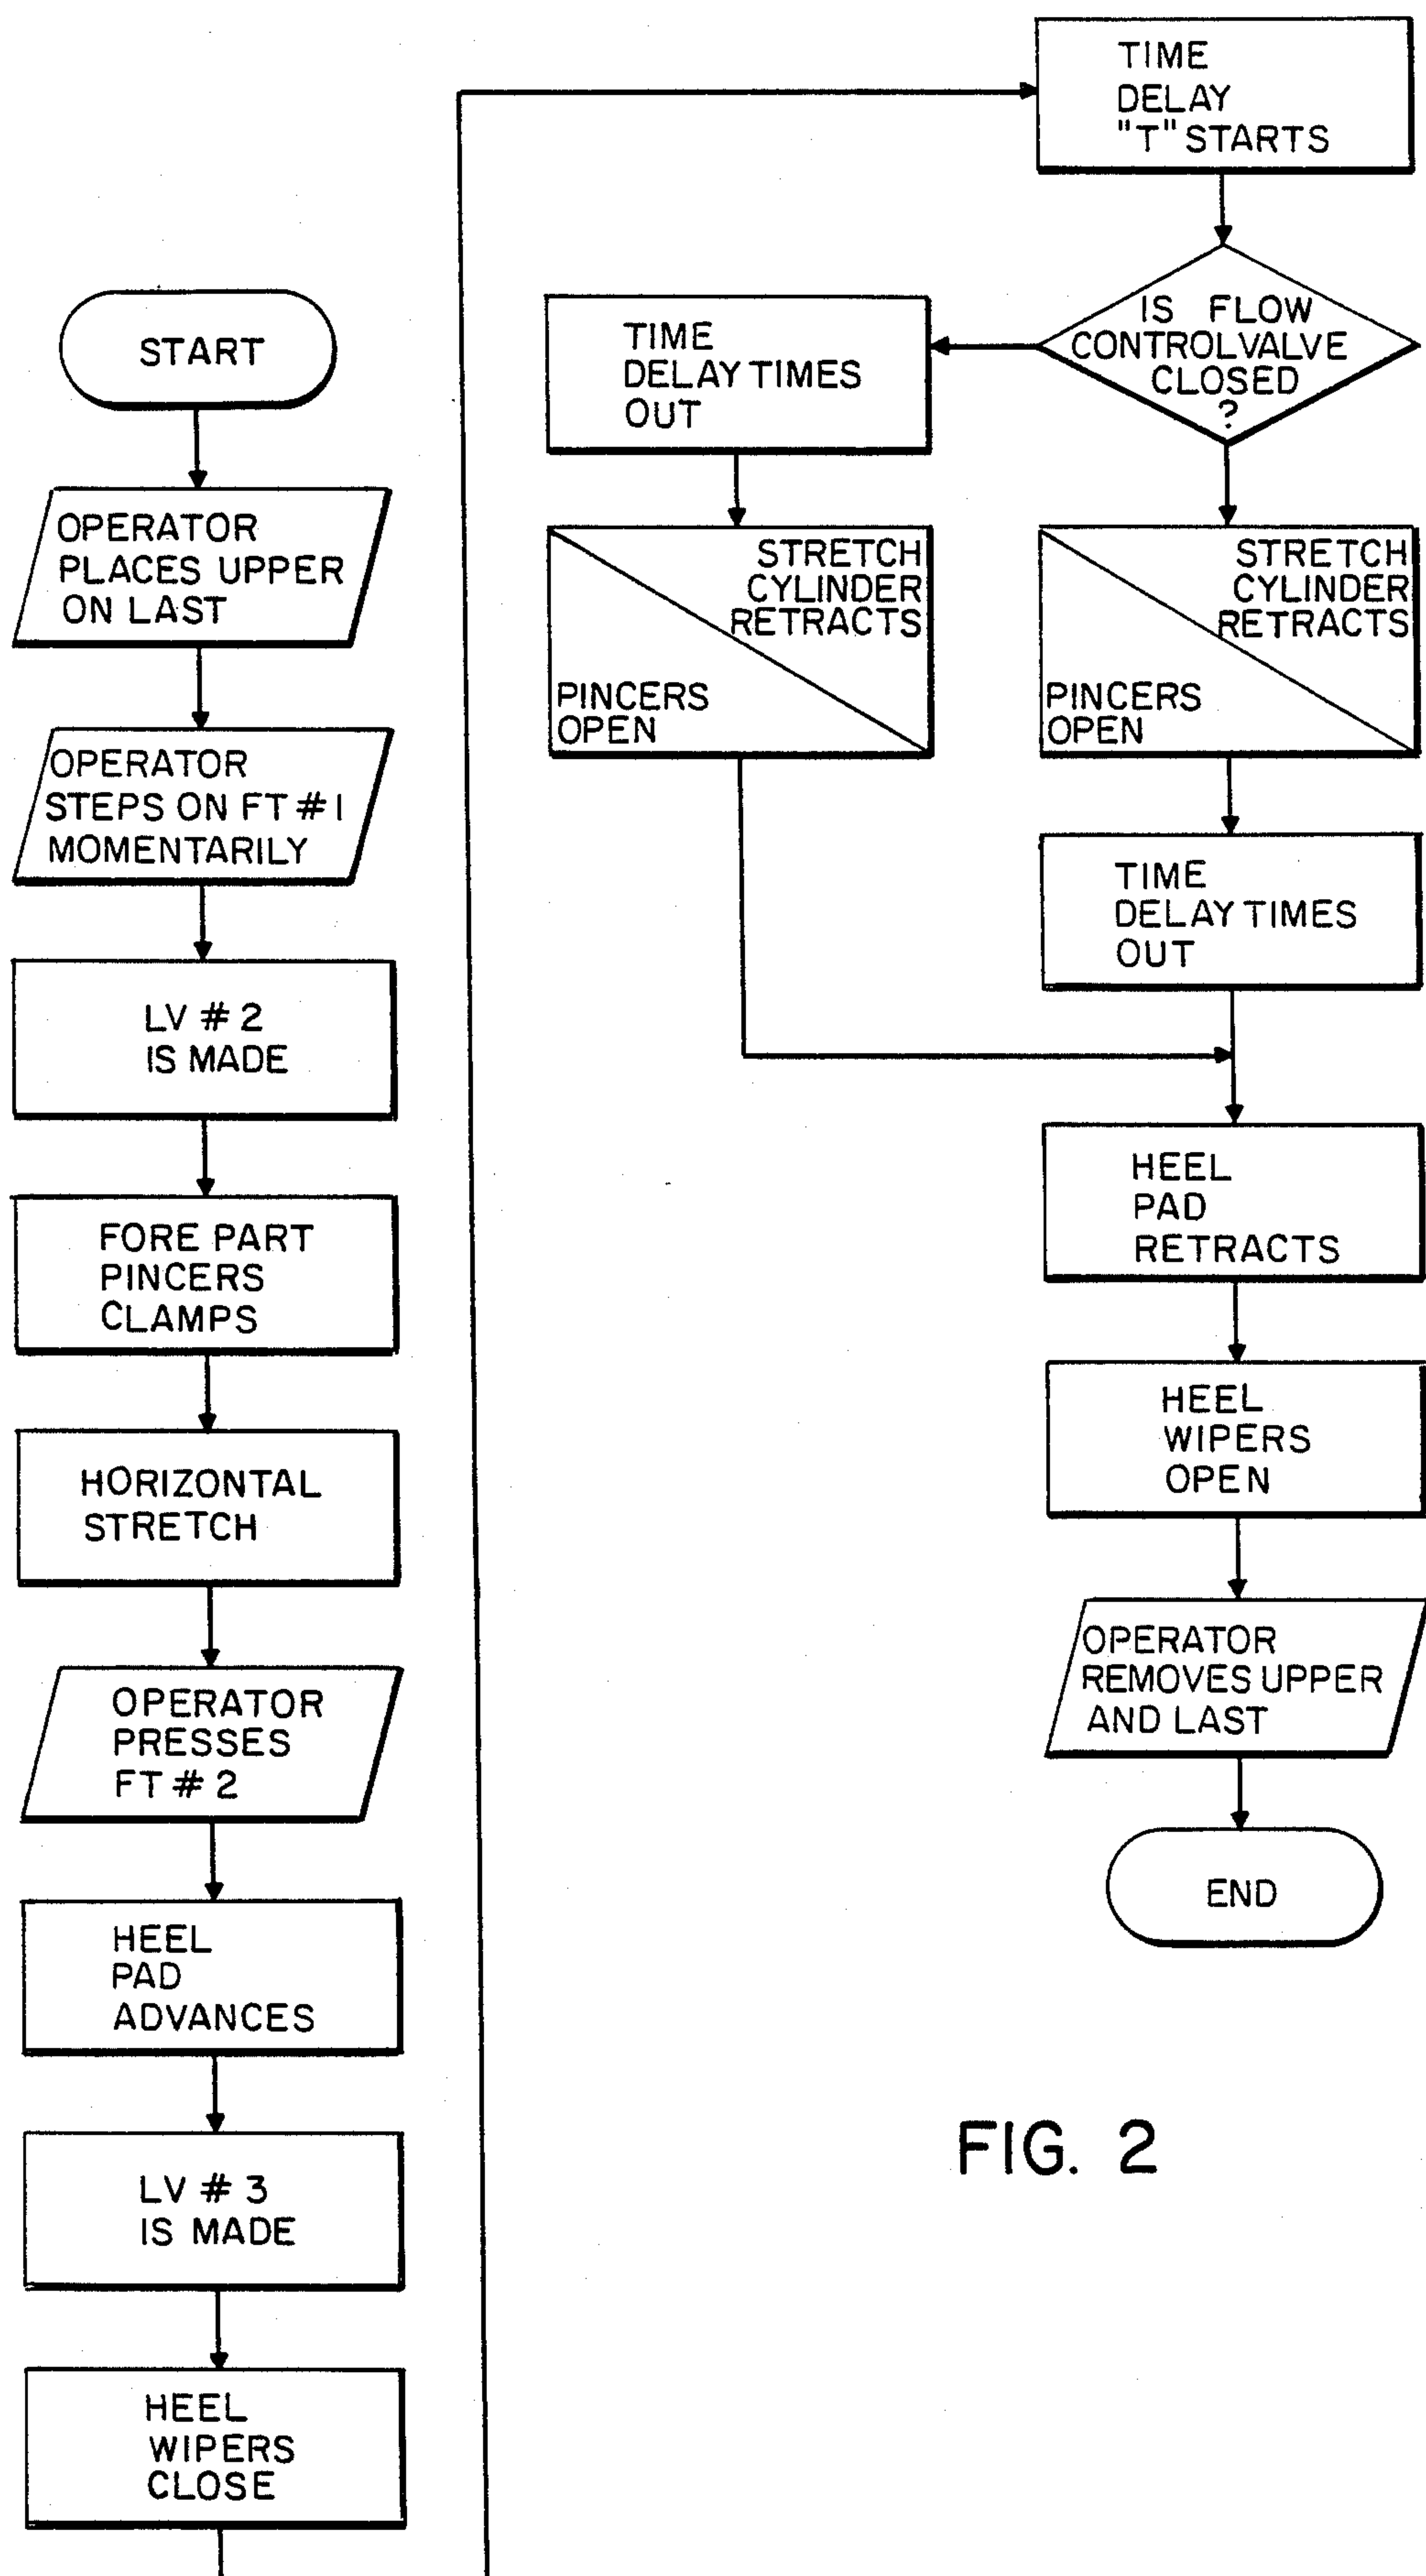 START
OPERATOR
PLACES UPPER
ON LAST
OPERATOR
STEPS ON FT #1
MOMENTARILY
LV # 2
IS MADE
FORE PART
PINCERS
CLAMPS
HORIZONTAL
STRETCH
OPERATOR
PRESSES
FT # 2
HEEL
PAD
ADVANCES
LV # 3
IS MADE
HEEL
WIPERS
CLOSE
TIME
DELAY
"T" STARTS
IS FLOW
CONTROLVALVE
CLOSED
?
TIME
DELAY TIMES
OUT
STRETCH
CYLINDER
RETRACTS
PINCERS
OPEN
STRETCH
CYLINDER
RETRACTS
PINCERS
OPEN
TIME
DELAY TIMES
OUT
HEEL
PAD
RETRACTS
HEEL
WIPERS
OPEN
OPERATOR
REMOVES UPPER
AND LAST
END
FIG. 2